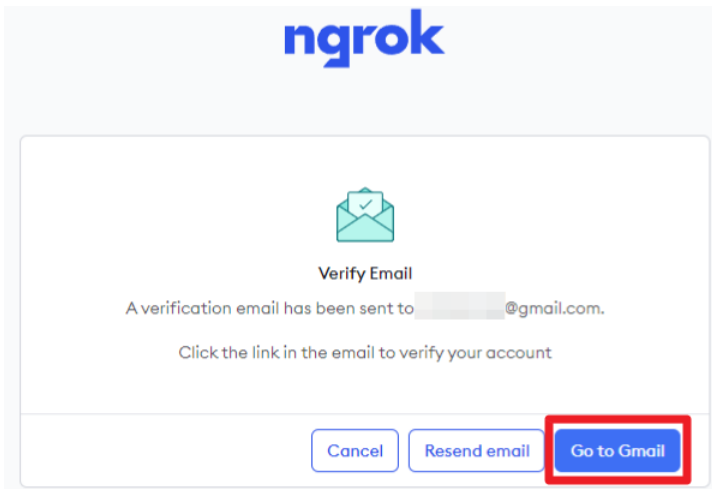 ngrok
Verify Email
A verification email has been sent to @gmail.com.
Click the link in the email to verify your account
Cancel Resend email Go to Gmail